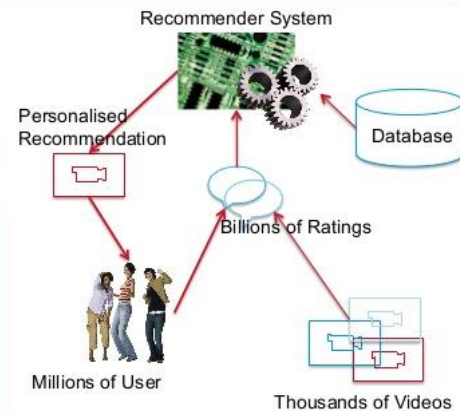 Recommender System
Personalised
Recommendation
Database
Billions of Ratings
Millions of User
Thousands of Videos